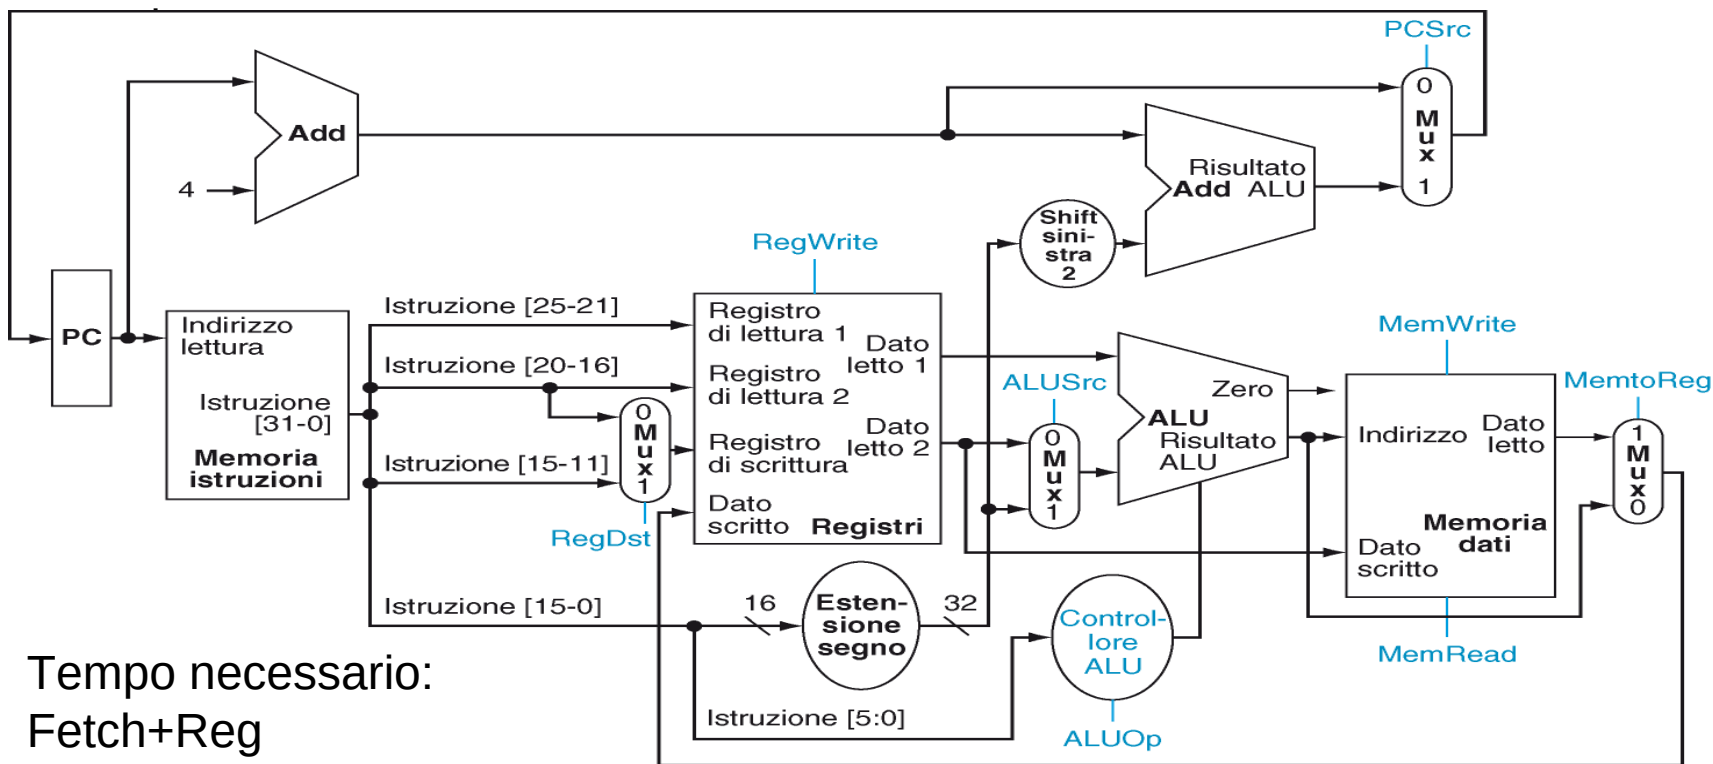 PCSrc
0
Mux
1
Add
4
Risultato
Add ALU
Shift
sini-
stra
2
RegWrite
PC
Indirizzo
lettura
Istruzione
[31-0]
Memoria
istruzioni
Istruzione [25-21]
Istruzione [20-16]
Istruzione [15-11]
0
Mux
1
RegDst
Registro
di lettura 1
Registro
di lettura 2
Registro
di scrittura
Dato
scritto
Dato
letto 1
Dato
letto 2
Registri
ALUSrc
0
Mux
1
Zero
ALU
Risultato
ALU
MemWrite
Indirizzo
Dato
letto
Memoria
dati
Dato
scritto
MemRead
MemtoReg
1
Mux
0
Istruzione [15-0]
16
Esten-
sione
segno
32
Control-
lore
ALU
Istruzione [5:0]
ALUOp
Tempo necessario:
Fetch+Reg